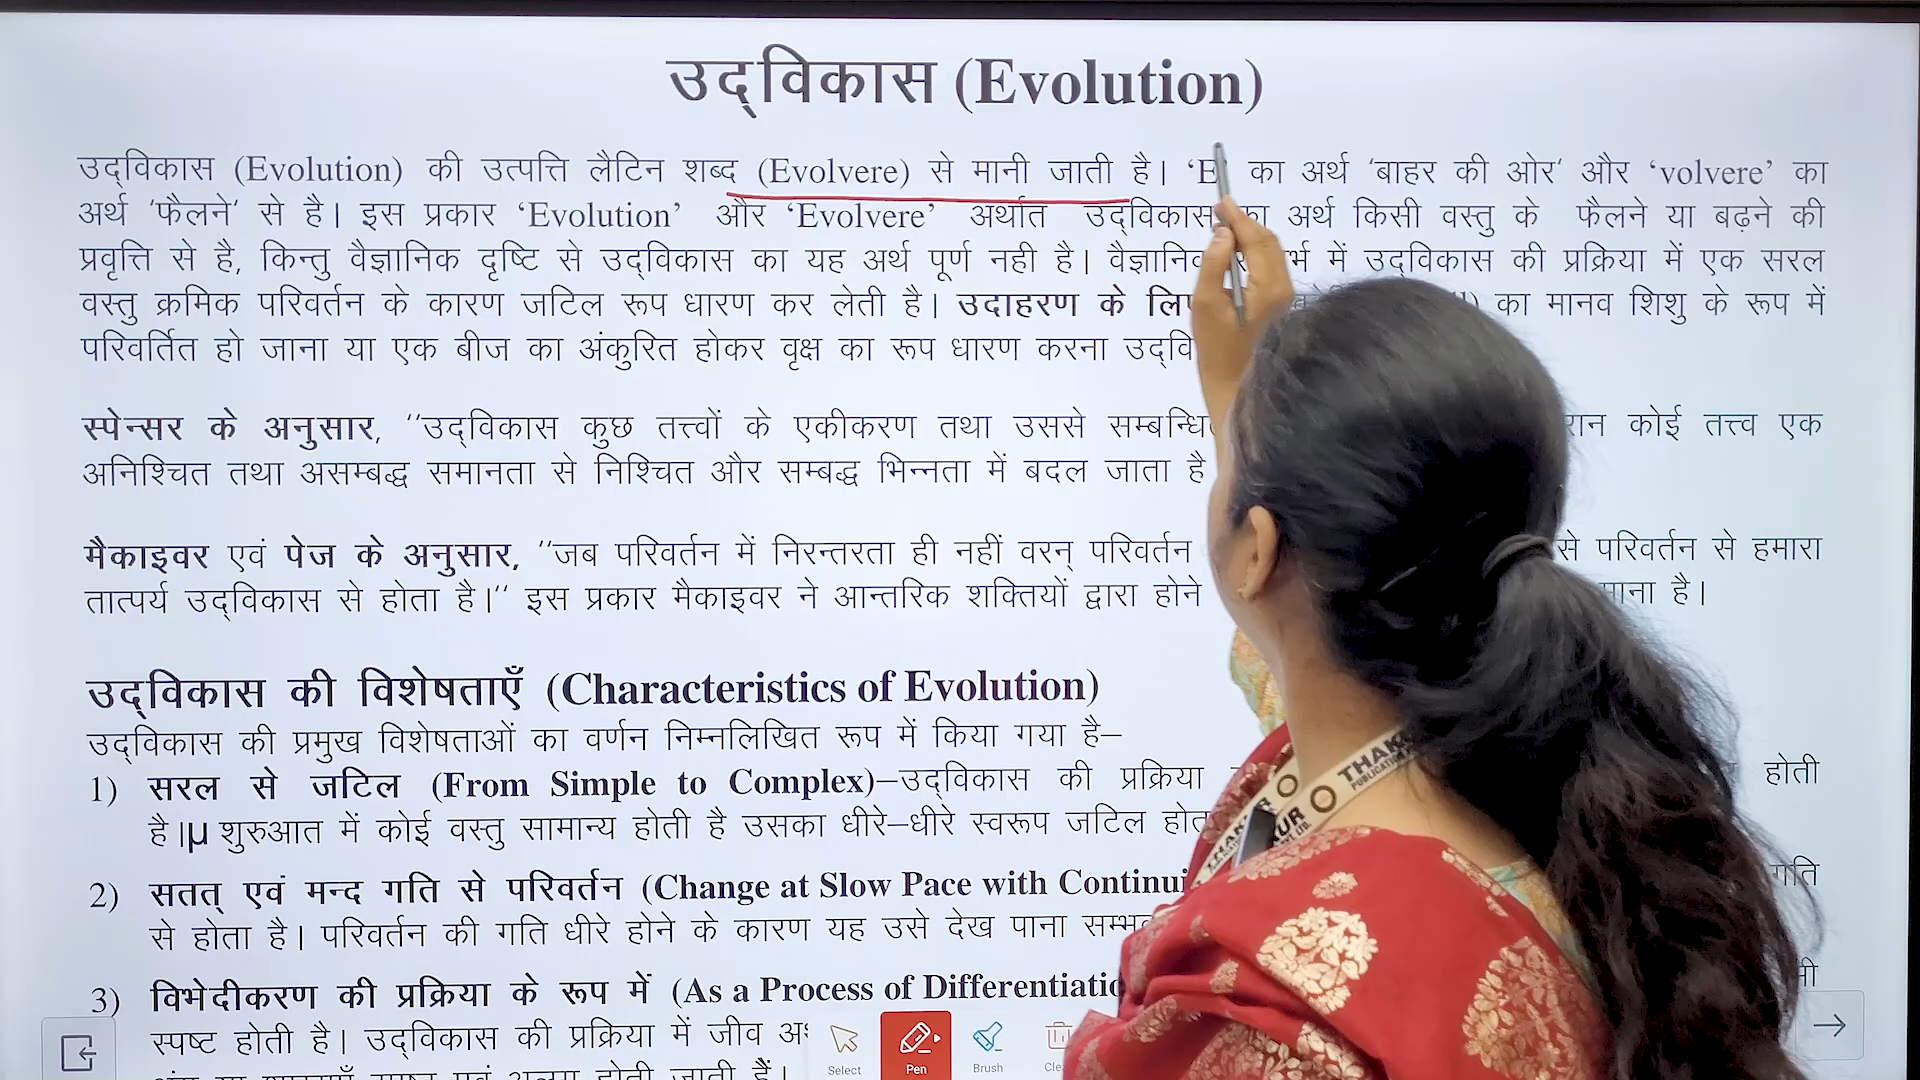 उद्विकास (Evolution)
उद्विकास (Evolution) की उत्पत्ति लैटिन शब्द (Evolvere) से मानी जाती है। ‘E’ का अर्थ ‘बाहर की ओर’ और ‘volvere’ का
अर्थ ‘फैलने’ से है। इस प्रकार ‘Evolution’ और ‘Evolvere’ अर्थात उद्विकास का अर्थ किसी वस्तु के फैलने या बढ़ने की
प्रवृत्ति से है, किन्तु वैज्ञानिक दृष्टि से उद्विकास का यह अर्थ पूर्ण नही है। में उद्विकास की प्रक्रिया में एक सरल
वस्तु क्रमिक परिवर्तन के कारण जटिल रूप धारण कर लेती है। उदाहरण के का मानव शिशु के रूप में
परिवर्तित हो जाना या एक बीज का अंकुरित होकर वृक्ष का रूप धारण करना
स्पेन्सर के अनुसार, ‘‘उद्विकास कुछ तत्त्वों के एकीकरण तथा उससे कोई तत्त्व एक
अनिश्चित तथा असम्बद्ध समानता से निश्चित और सम्बद्ध भिन्नता में बदल जाता है
मैकाइवर एवं पेज के अनुसार, ‘‘जब परिवर्तन में निरन्तरता ही नहीं वरन् परिवर्तन से परिवर्तन से हमारा
तात्पर्य उद्विकास से होता है।’’ इस प्रकार मैकाइवर ने आन्तरिक शक्तियों द्वारा होने माना है।
उद्विकास की विशेषताएँ (Characteristics of Evolution)
उद्विकास की प्रमुख विशेषताओं का वर्णन निम्नलिखित रूप में किया गया है–
1) सरल से जटिल (From Simple to Complex)–उद्विकास की प्रक्रिया होती
है।µ शुरुआत में कोई वस्तु सामान्य होती है उसका धीरे–धीरे स्वरूप जटिल
2) सतत् एवं मन्द गति से परिवर्तन (Change at Slow Pace with गति
से होता है। परिवर्तन की गति धीरे होने के कारण यह उसे देख पाना
3) विभेदीकरण की प्रक्रिया के रूप में (As a Process of
स्पष्ट होती है। उद्विकास की प्रक्रिया में जीव
Select Pen Brush
THAKUR
PUBLICATION